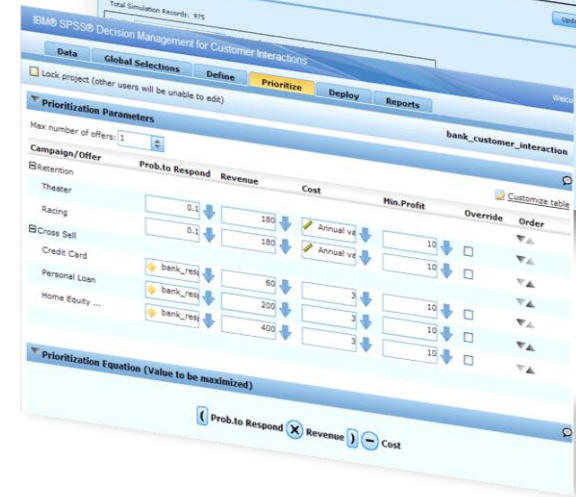 Total Simulation Records: 975
IBM® SPSS® Decision Management for Customer Interactions
Data Global Selections Define Prioritize Deploy Reports
Lock project (other users will be unable to edit)
bank_customer_interaction
Prioritization Parameters
Max number of offers: 1
Customize table
Campaign/Offer Prob.to Respond Revenue Cost Min.Profit Override Order
Retention
Theater 0.1 180 Annual va 10
Racing 0.1 180 Annual va 10
Cross Sell
Credit Card bank_resp 60 3 10
Personal Loan bank_resp 200 3 10
Home Equity ... bank_resp 400 3 10
Prioritization Equation (Value to be maximized)
( Prob.to Respond X Revenue ) − Cost